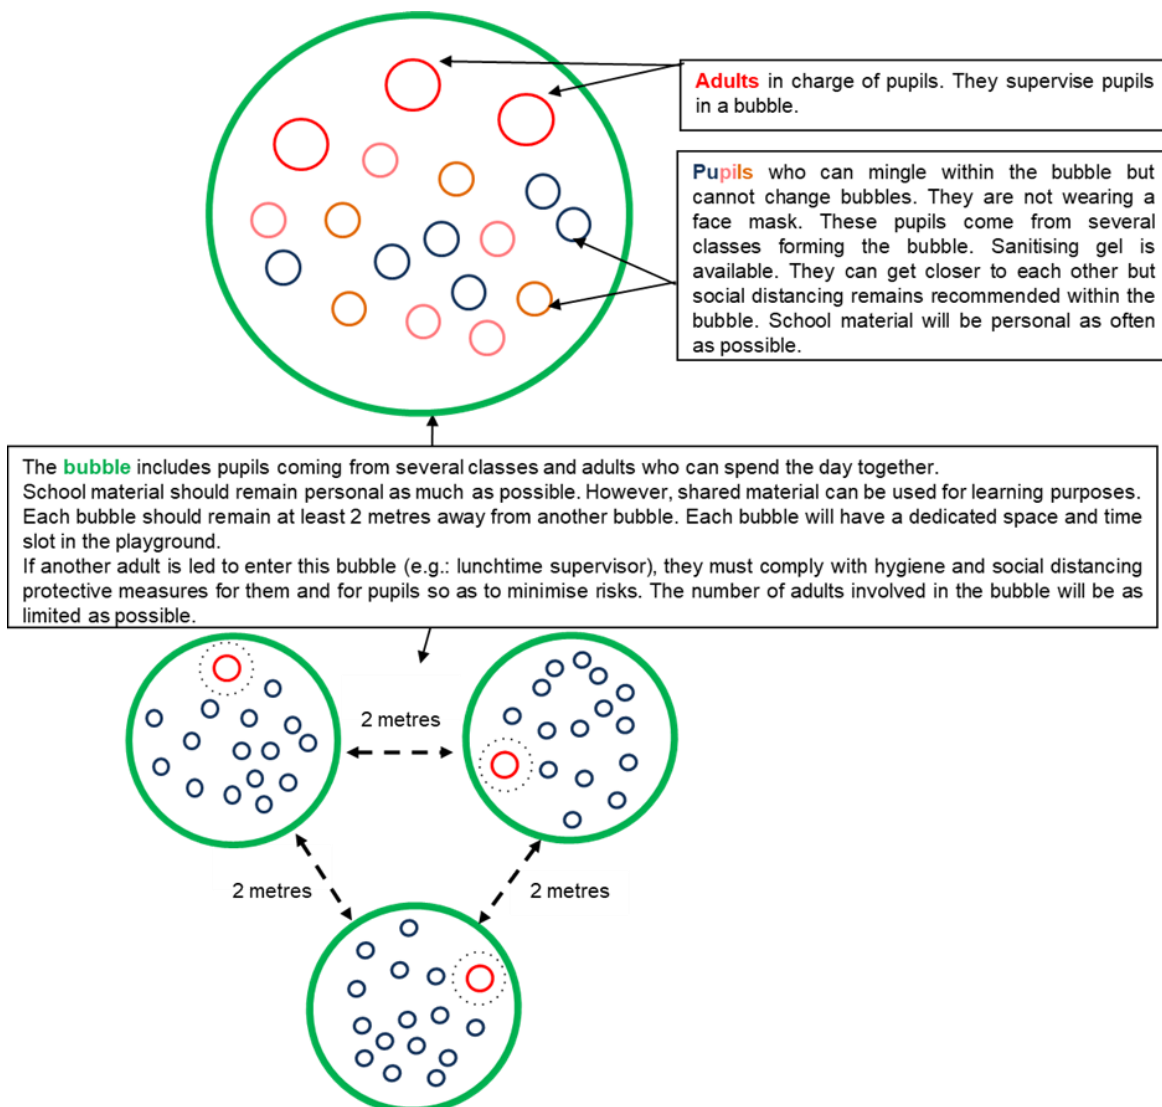 Adults in charge of pupils. They supervise pupils
in a bubble.
Pupils who can mingle within the bubble but
cannot change bubbles. They are not wearing a
face mask. These pupils come from several
classes forming the bubble. Sanitising gel is
available. They can get closer to each other but
social distancing remains recommended within the
bubble. School material will be personal as often
as possible.
The bubble includes pupils coming from several classes and adults who can spend the day together.
School material should remain personal as much as possible. However, shared material can be used for learning purposes.
Each bubble should remain at least 2 metres away from another bubble. Each bubble will have a dedicated space and time
slot in the playground.
If another adult is led to enter this bubble (e.g.: lunchtime supervisor), they must comply with hygiene and social distancing
protective measures for them and for pupils so as to minimise risks. The number of adults involved in the bubble will be as
limited as possible.
2 metres
2 metres
2 metres